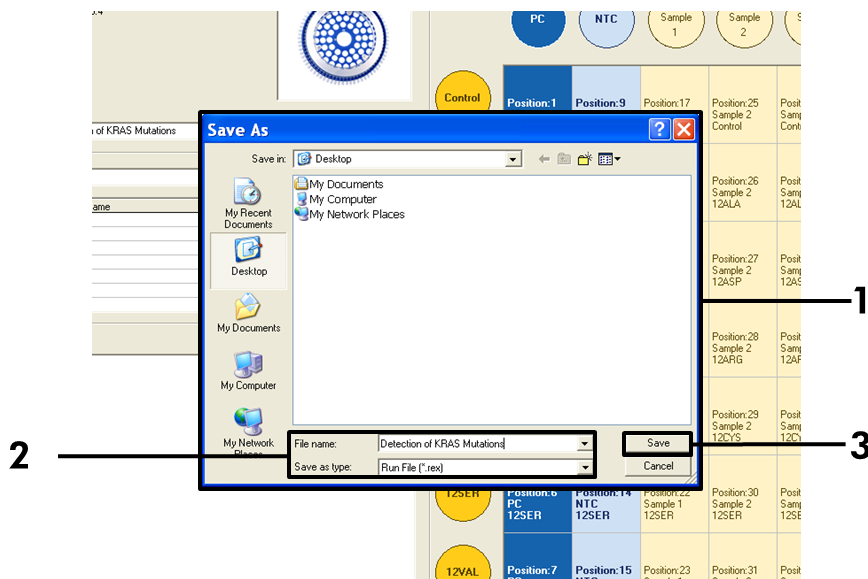 PC
NTC
Sample
1
Sample
2
Control
Position:1
Position:9
Position:17
Position:25
Sample 2
Control
of KRAS Mutations
Save As
Save in:
Desktop
My Documents
My Computer
My Network Places
My Recent
Documents
Desktop
My Documents
My Computer
My Network
File name:
Detection of KRAS Mutations
Save
Save as type:
Run File (*.rex)
Cancel
Position:26
Sample 2
12ALA
Position:27
Sample 2
12ASP
Position:28
Sample 2
12ARG
Position:29
Sample 2
12CYS
1
2
3
12SER
Position:6
PC
12SER
Position:14
NTC
12SER
Position:22
Sample 1
12SER
Position:30
Sample 2
12SER
12VAL
Position:7
Position:15
Position:23
Position:31